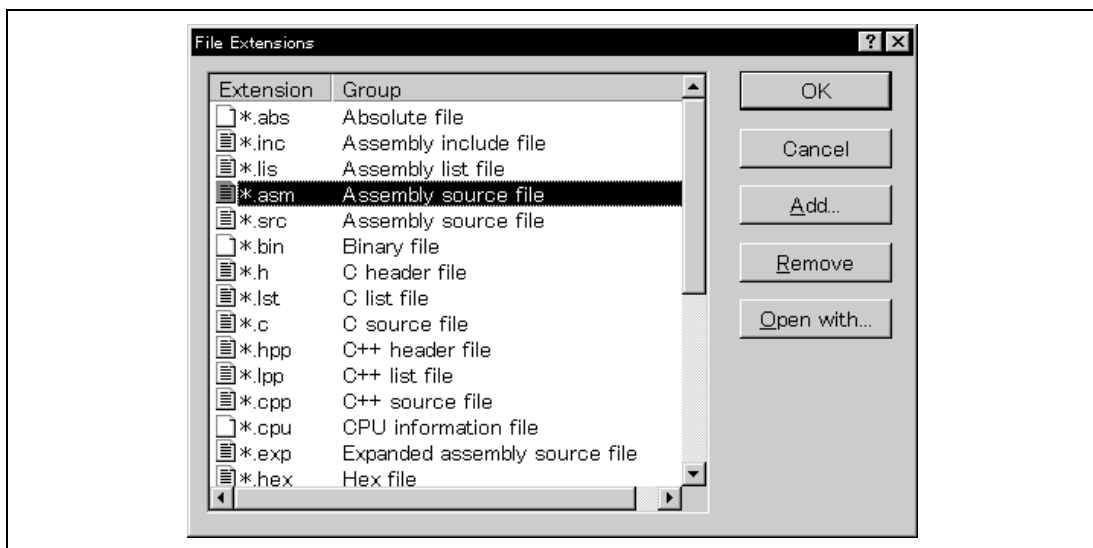 File Extensions
Extension Group
*.abs Absolute file
*.inc Assembly include file
*.lis Assembly list file
*.asm Assembly source file
*.src Assembly source file
*.bin Binary file
*.h C header file
*.lst C list file
*.c C source file
*.hpp C++ header file
*.lpp C++ list file
*.cpp C++ source file
*.cpu CPU information file
*.exp Expanded assembly source file
*.hex Hex file
OK
Cancel
Add...
Remove
Open with...